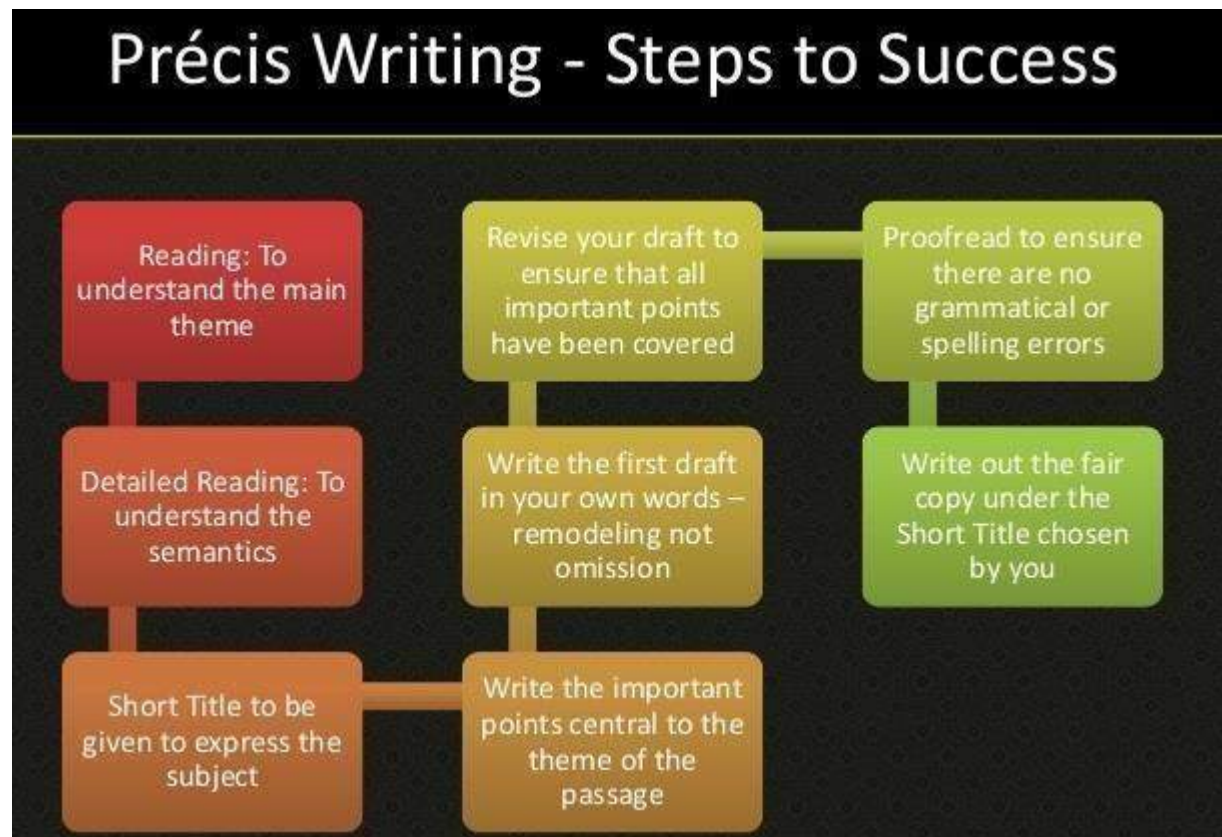 Précis Writing - Steps to Success
Reading: To
understand the main
theme
Detailed Reading: To
understand the
semantics
Short Title to be
given to express the
subject
Write the important
points central to the
theme of the
passage
Write the first draft
in your own words –
remodeling not
omission
Revise your draft to
ensure that all
important points
have been covered
Proofread to ensure
there are no
grammatical or
spelling errors
Write out the fair
copy under the
Short Title chosen
by you